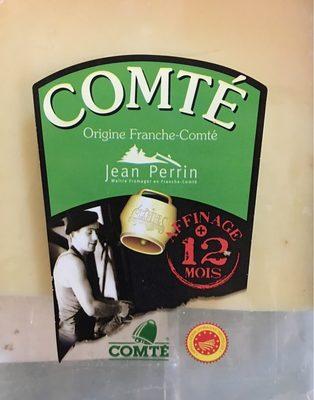 COMTÉ
Origine Franche-Comté
Jean Perrin
Maître Fromager en Franche-Comté
AFFINAGE
+
12
MOIS
COMTÉ